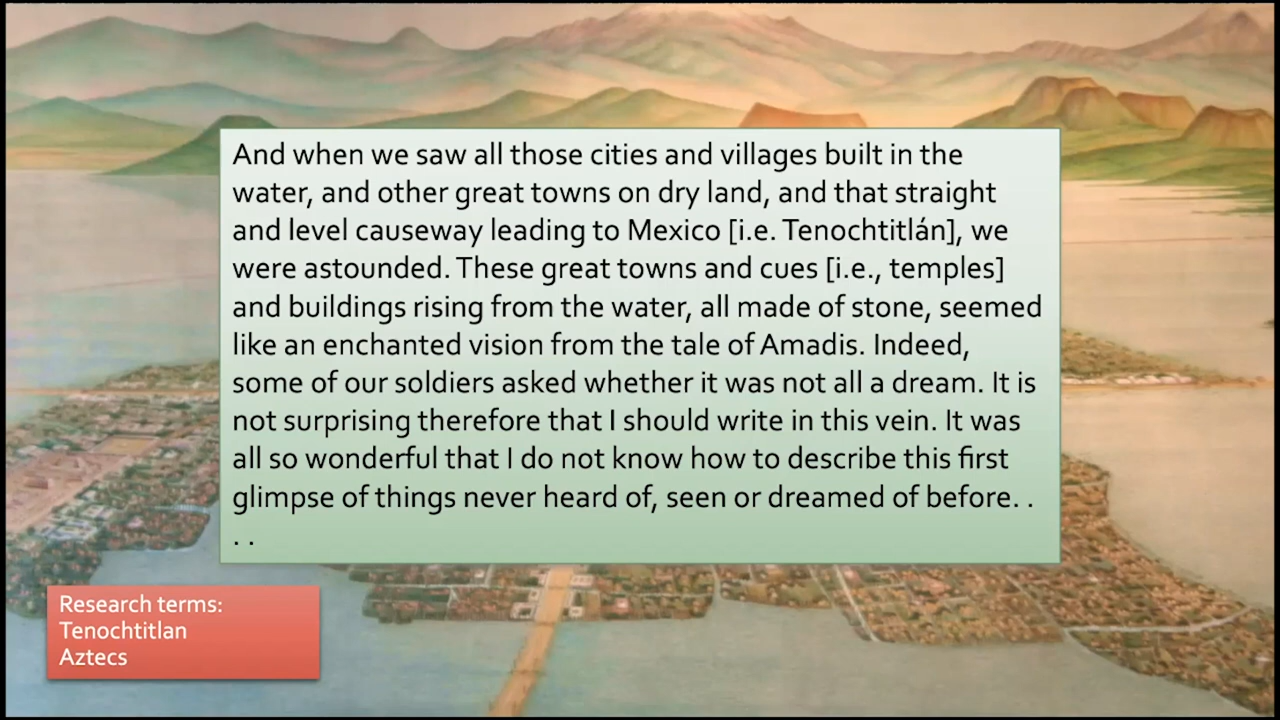 And when we saw all those cities and villages built in the
water, and other great towns on dry land, and that straight
and level causeway leading to Mexico [i.e. Tenochtitlán], we
were astounded. These great towns and cues [i.e., temples]
and buildings rising from the water, all made of stone, seemed
like an enchanted vision from the tale of Amadis. Indeed,
some of our soldiers asked whether it was not all a dream. It is
not surprising therefore that I should write in this vein. It was
all so wonderful that I do not know how to describe this first
glimpse of things never heard of, seen or dreamed of before. .
. .
Research terms:
Tenochtitlan
Aztecs